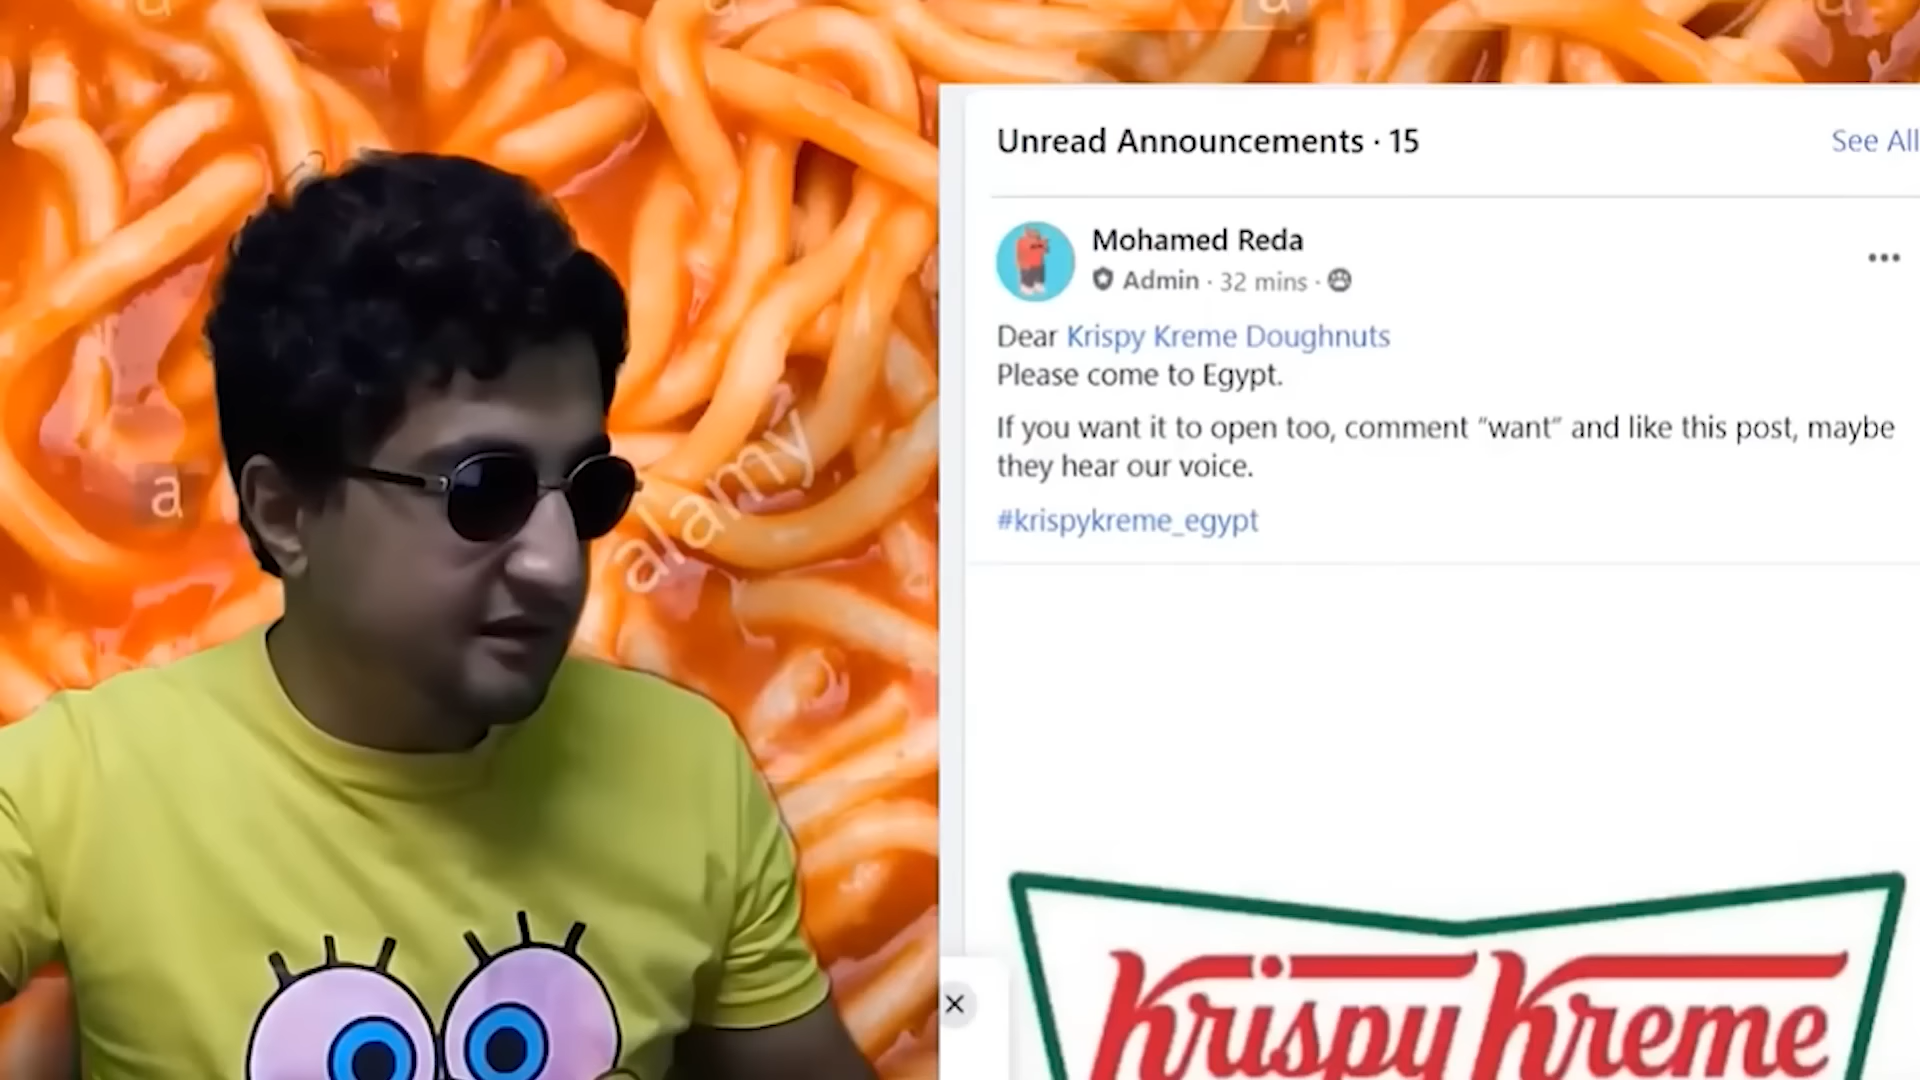 a
a
a
a
Unread Announcements · 15
See All
Mohamed Reda
Admin · 32 mins ·
Dear Krispy Kreme Doughnuts
Please come to Egypt.
If you want it to open too, comment “want” and like this post, maybe
they hear our voice.
#krispykreme_egypt
a
alamy
Krispy Kreme